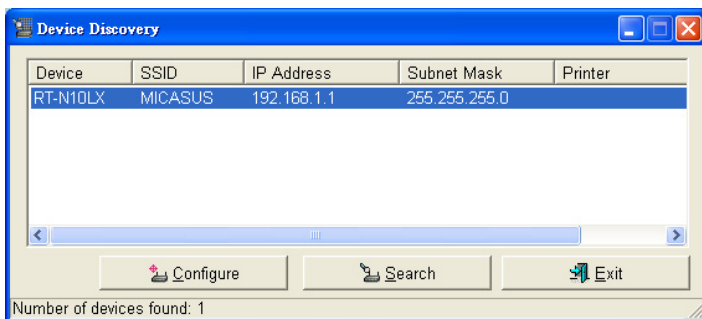 Device Discovery
Device SSID IP Address Subnet Mask Printer
RT-N10LX MICASUS 192.168.1.1 255.255.255.0
Configure Search Exit
Number of devices found: 1